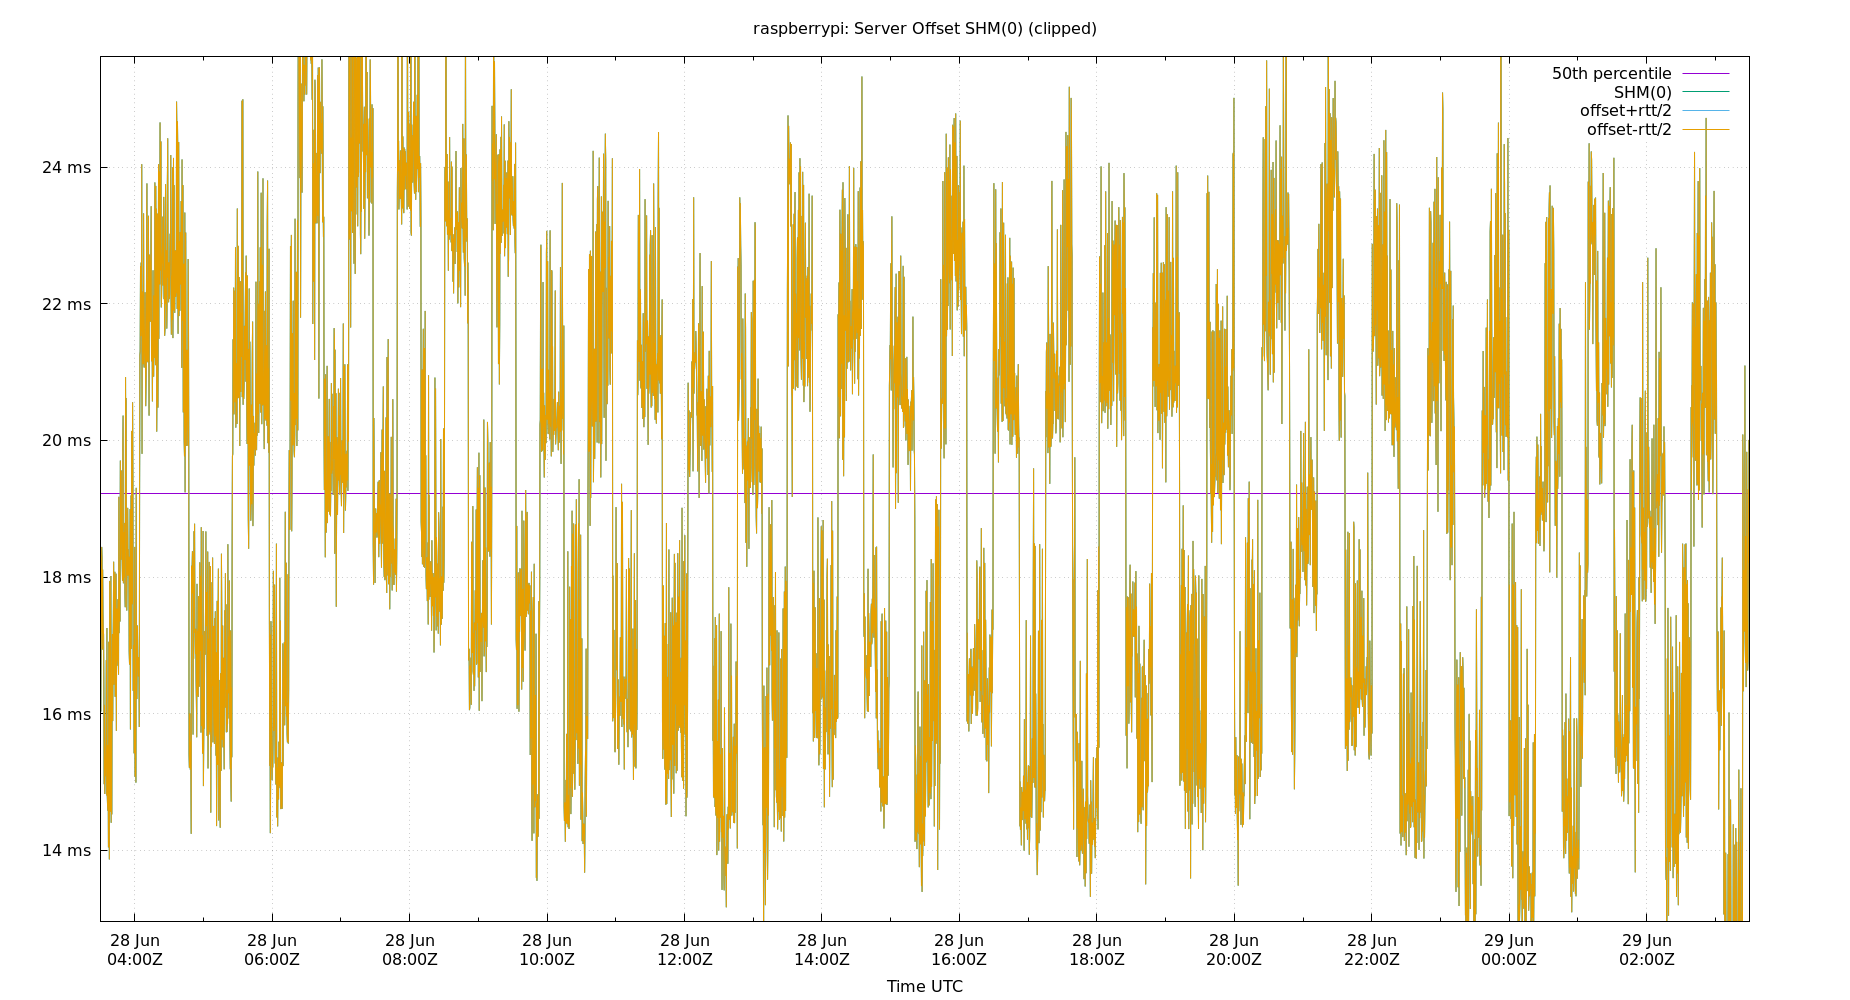 raspberrypi: Server Offset SHM(0) (clipped)
50th percentile
SHM(0)
offset+rtt/2
offset-rtt/2
24 ms
22 ms
20 ms
18 ms
16 ms
14 ms
28 Jun 28 Jun 28 Jun 28 Jun 28 Jun 28 Jun 28 Jun 28 Jun 28 Jun 28 Jun 29 Jun 29 Jun
04:00Z 06:00Z 08:00Z 10:00Z 12:00Z 14:00Z 16:00Z 18:00Z 20:00Z 22:00Z 00:00Z 02:00Z
Time UTC